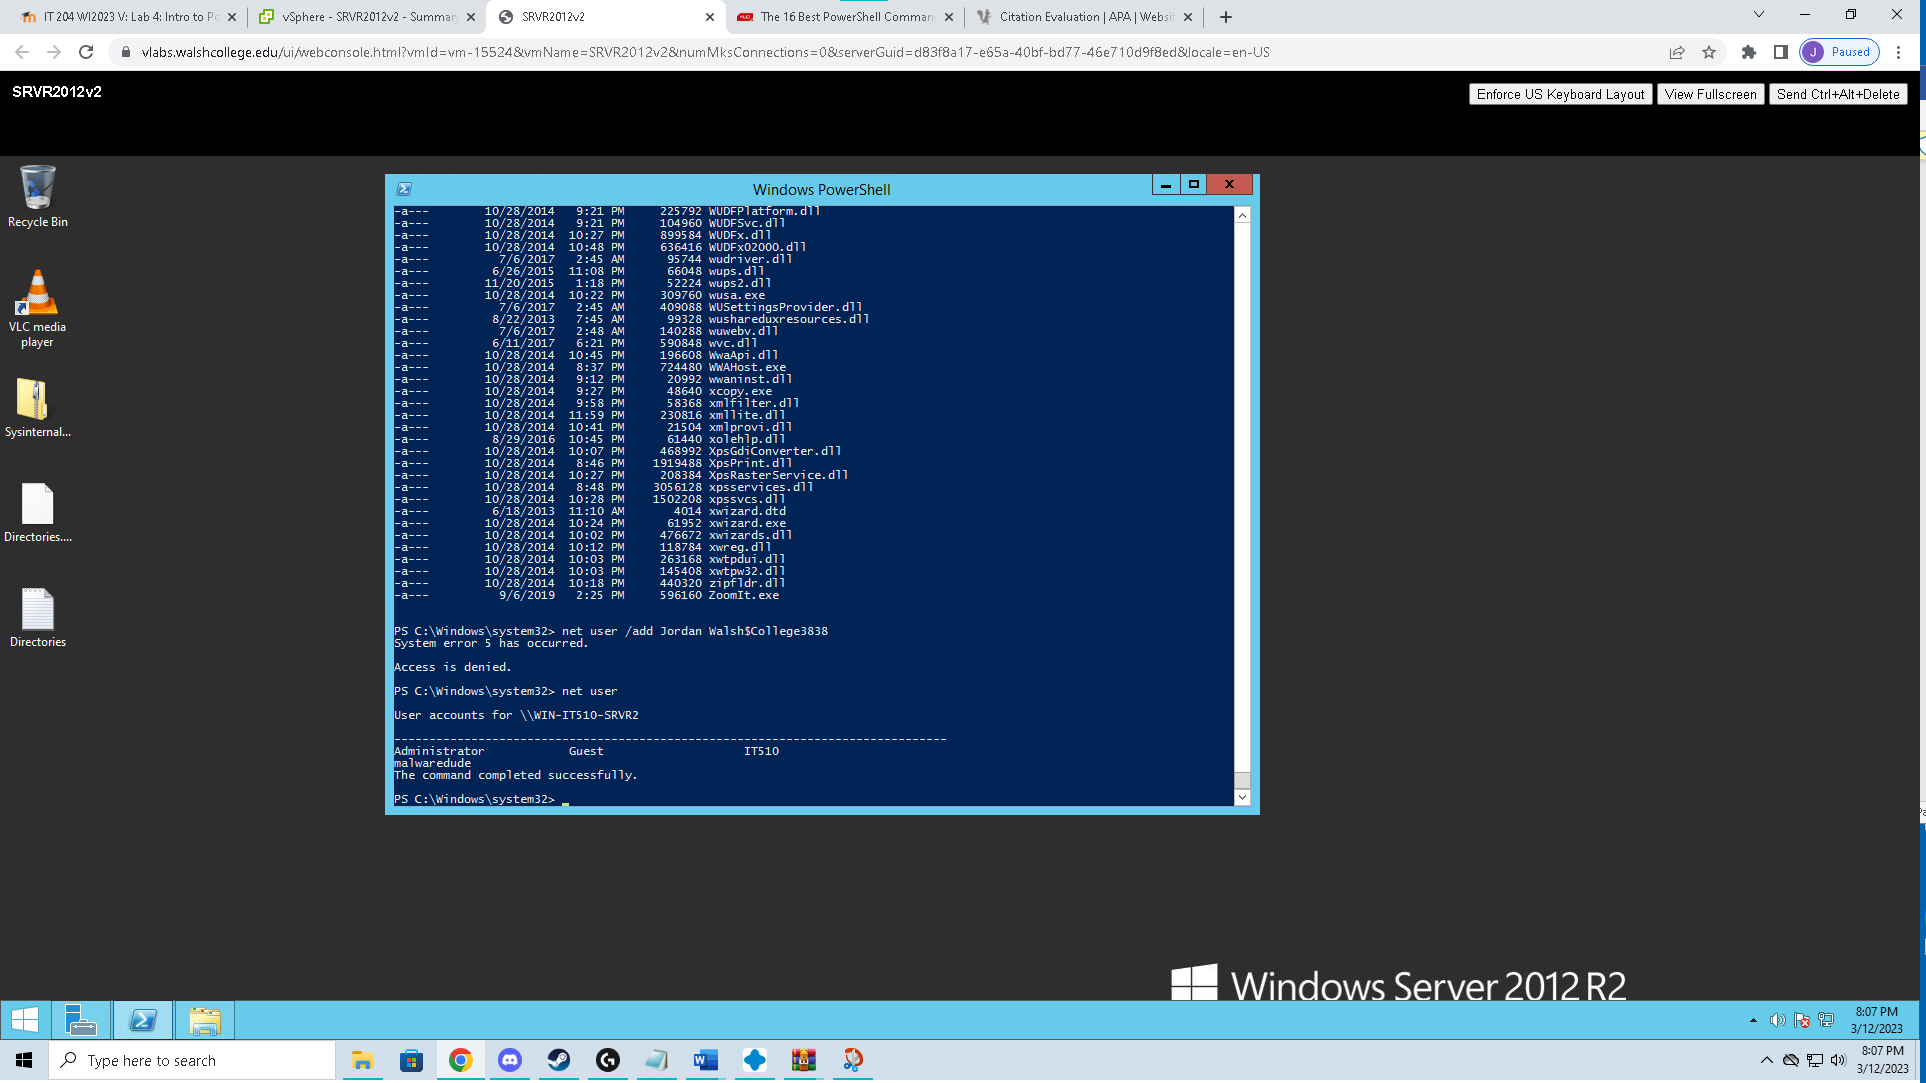 IT 204 WI2023 V: Lab 4: Intro to Po
vSphere - SRVR2012v2 - Summary
SRVR2012v2
The 16 Best PowerShell Comman
Citation Evaluation | APA | Websit
vlabs.walshcollege.edu/ui/webconsole.html?vmId=vm-15524&vmName=SRVR2012v2&numMksConnections=0&serverGuid=d83f8a17-e65a-40bf-bd77-46e710d9f8ed&locale=en-US
J Paused
SRVR2012v2
Enforce US Keyboard Layout View Fullscreen Send Ctrl+Alt+Delete
Recycle Bin
VLC media
player
Sysinternal...
Directories....
Directories
Windows PowerShell
-a--- 10/28/2014 9:21 PM 225792 WUDFPlatform.dll
-a--- 10/28/2014 9:21 PM 104960 WUDFSvc.dll
-a--- 10/28/2014 10:27 PM 899584 WUDFx.dll
-a--- 10/28/2014 10:48 PM 636416 WUDFx02000.dll
-a--- 7/6/2017 2:45 AM 95744 wudriver.dll
-a--- 6/26/2015 11:08 PM 66048 wups.dll
-a--- 11/20/2015 1:18 PM 52224 wups2.dll
-a--- 10/28/2014 10:22 PM 309760 wusa.exe
-a--- 7/6/2017 2:45 AM 409088 WUSettingsProvider.dll
-a--- 8/22/2013 7:45 AM 99328 wushareduxresources.dll
-a--- 7/6/2017 2:48 AM 140288 wuwebv.dll
-a--- 6/11/2017 6:21 PM 590848 wvc.dll
-a--- 10/28/2014 10:45 PM 196608 WwaApi.dll
-a--- 10/28/2014 8:37 PM 724480 WWAHost.exe
-a--- 10/28/2014 9:12 PM 20992 wwaninst.dll
-a--- 10/28/2014 9:27 PM 48640 xcopy.exe
-a--- 10/28/2014 9:58 PM 58368 xmlfilter.dll
-a--- 10/28/2014 11:59 PM 230816 xmllite.dll
-a--- 10/28/2014 10:41 PM 21504 xmlprovi.dll
-a--- 8/29/2016 10:45 PM 61440 xolehlp.dll
-a--- 10/28/2014 10:07 PM 468992 XpsGdiConverter.dll
-a--- 10/28/2014 8:46 PM 1919488 XpsPrint.dll
-a--- 10/28/2014 10:27 PM 208384 XpsRasterService.dll
-a--- 10/28/2014 8:48 PM 3056128 xpsservices.dll
-a--- 10/28/2014 10:28 PM 1502208 xpssvcs.dll
-a--- 6/18/2013 11:10 AM 4014 xwizard.dtd
-a--- 10/28/2014 10:24 PM 61952 xwizard.exe
-a--- 10/28/2014 10:02 PM 476672 xwizards.dll
-a--- 10/28/2014 10:12 PM 118784 xwreg.dll
-a--- 10/28/2014 10:03 PM 263168 xwtpdui.dll
-a--- 10/28/2014 10:03 PM 145408 xwtpw32.dll
-a--- 10/28/2014 10:18 PM 440320 zipfldr.dll
-a--- 9/6/2019 2:25 PM 596160 ZoomIt.exe
PS C:\Windows\system32> net user /add Jordan Walsh$College3838
System error 5 has occurred.
Access is denied.
PS C:\Windows\system32> net user
User accounts for \\WIN-IT510-SRVR2
-------------------------------------------------------------------------------
Administrator Guest IT510
malwaredude
The command completed successfully.
PS C:\Windows\system32> _
Windows Server 2012 R2
8:07 PM
3/12/2023
Type here to search
8:07 PM
3/12/2023